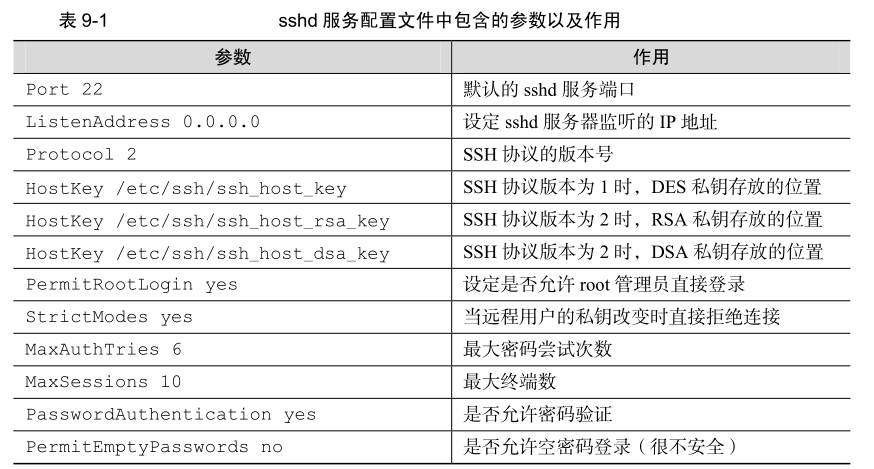 表 9-1 sshd 服务配置文件中包含的参数以及作用
参数 作用
Port 22 默认的 sshd 服务端口
ListenAddress 0.0.0.0 设定 sshd 服务器监听的 IP 地址
Protocol 2 SSH 协议的版本号
HostKey /etc/ssh/ssh_host_key SSH 协议版本为 1 时，DES 私钥存放的位置
HostKey /etc/ssh/ssh_host_rsa_key SSH 协议版本为 2 时，RSA 私钥存放的位置
HostKey /etc/ssh/ssh_host_dsa_key SSH 协议版本为 2 时，DSA 私钥存放的位置
PermitRootLogin yes 设定是否允许 root 管理员直接登录
StrictModes yes 当远程用户的私钥改变时直接拒绝连接
MaxAuthTries 6 最大密码尝试次数
MaxSessions 10 最大终端数
PasswordAuthentication yes 是否允许密码验证
PermitEmptyPasswords no 是否允许空密码登录（很不安全）